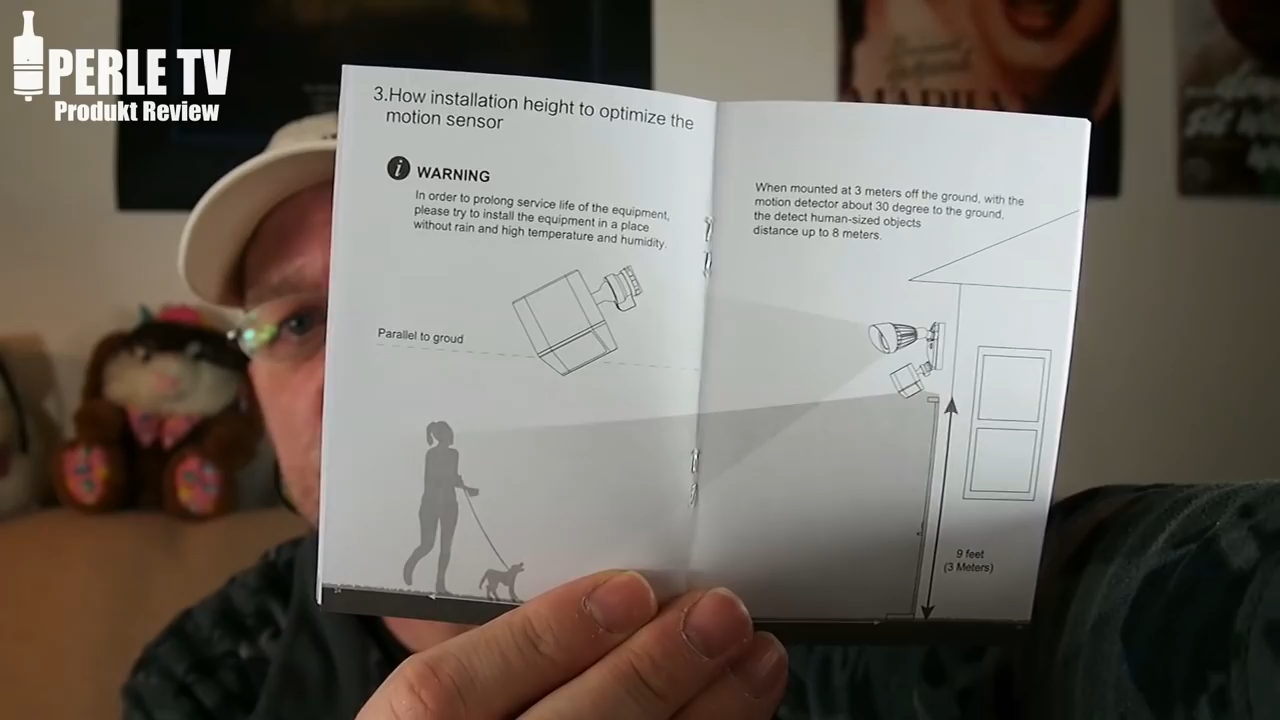 PERLE TV
Produkt Review
3.How installation height to optimize the
motion sensor
i WARNING
In order to prolong service life of the equipment,
please try to install the equipment in a place
without rain and high temperature and humidity.
Parallel to groud
When mounted at 3 meters off the ground, with the
motion detector about 30 degree to the ground,
the detect human-sized objects
distance up to 8 meters.
9 feet
(3 Meters)